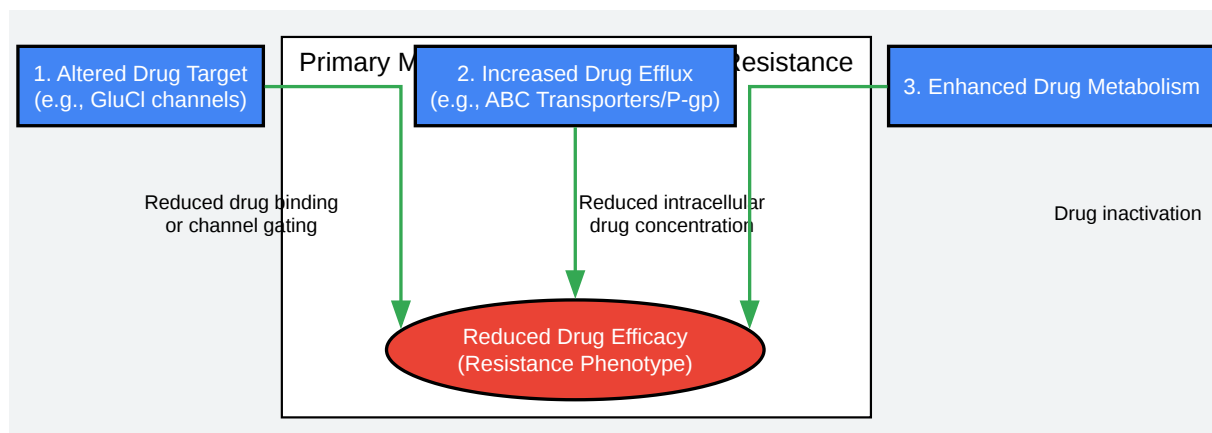 Primary M
Resistance
1. Altered Drug Target
(e.g., GluCl channels)
2. Increased Drug Efflux
(e.g., ABC Transporters/P-gp)
3. Enhanced Drug Metabolism
Reduced drug binding
or channel gating
Reduced intracellular
drug concentration
Drug inactivation
Reduced Drug Efficacy
(Resistance Phenotype)